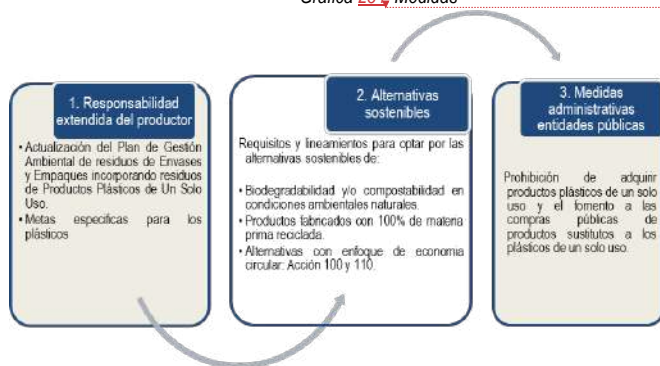 Medidas
1. Responsabilidad
extendida del productor
• Actualización del Plan de Gestión
Ambiental de residuos de Envases
y Empaques incorporando residuos
de Productos Plásticos de Un Solo
Uso.
• Metas especificas para los
plásticos
2. Alternativas
sostenibles
Requisitos y lineamientos para optar por las
alternativas sostenibles de:
• Biodegradabilidad y/o compostabilidad en
condiciones ambientales naturales.
• Productos fabricados con 100% de materia
prima reciclada.
• Alternativas con enfoque de economia
circular: Acción 100 y 110.
3. Medidas
administrativas
entidades públicas
Prohibición de adquirir
productos plásticos de un solo
uso y el fomento a las
compras públicas de
productos sustitutos a los
plásticos de un solo uso.